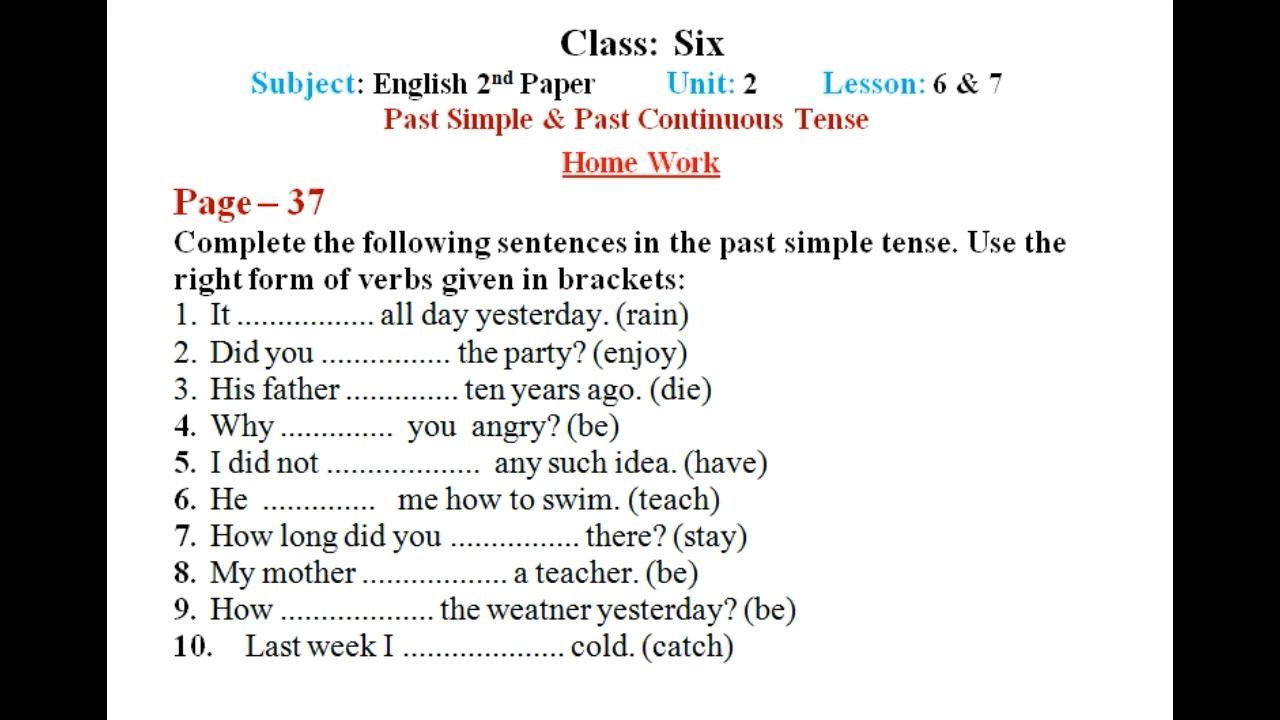 Class: Six
Subject: English 2nd Paper Unit: 2 Lesson: 6 & 7
Past Simple & Past Continuous Tense
Home Work
Page – 37
Complete the following sentences in the past simple tense. Use the
right form of verbs given in brackets:
1. It ................. all day yesterday. (rain)
2. Did you ................ the party? (enjoy)
3. His father .............. ten years ago. (die)
4. Why .............. you angry? (be)
5. I did not ................... any such idea. (have)
6. He .............. me how to swim. (teach)
7. How long did you ................ there? (stay)
8. My mother .................. a teacher. (be)
9. How ................... the weatner yesterday? (be)
10. Last week I .................... cold. (catch)